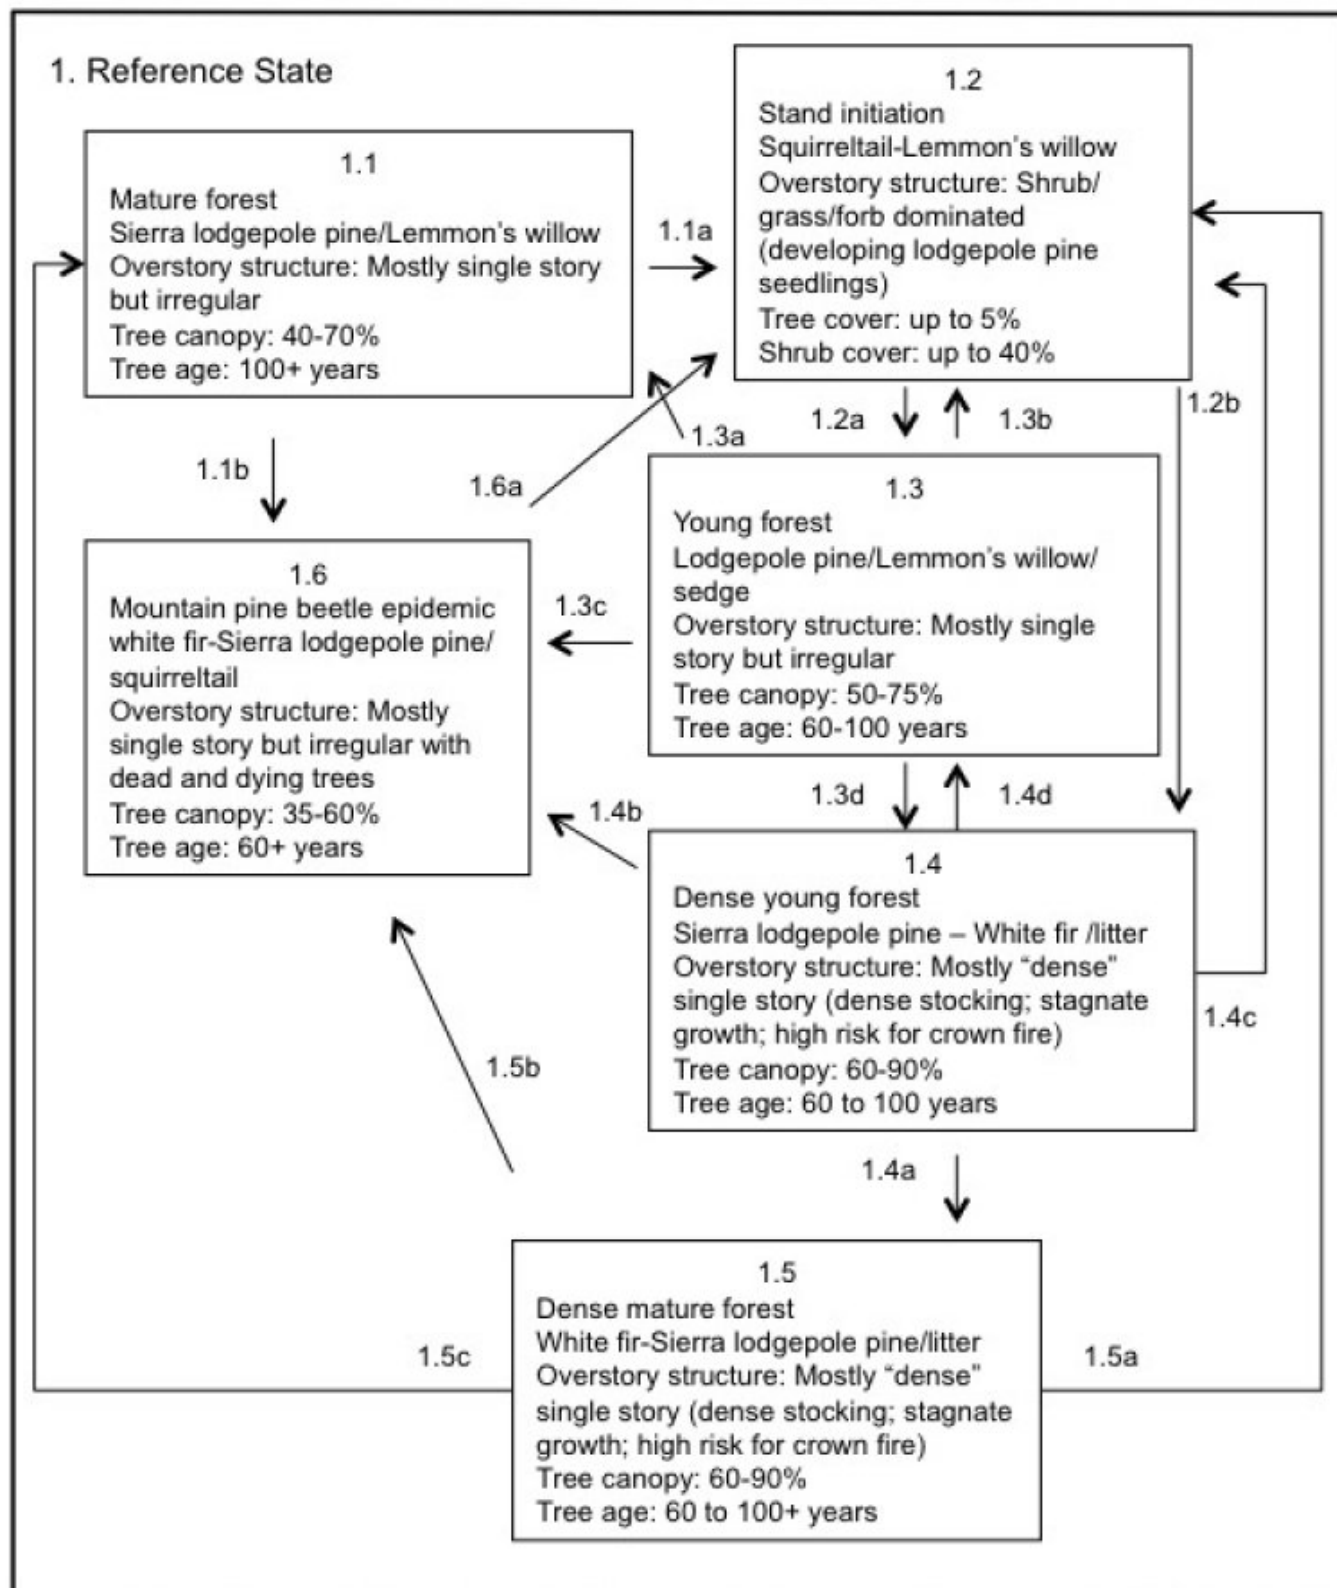 1. Reference State
1.1
Mature forest
Sierra lodgepole pine/Lemmon's willow
Overstory structure: Mostly single story
but irregular
Tree canopy: 40-70%
Tree age: 100+ years
1.1a
1.2
Stand initiation
Squirreltail-Lemmon's willow
Overstory structure: Shrub/
grass/forb dominated
(developing lodgepole pine
seedlings)
Tree cover: up to 5%
Shrub cover: up to 40%
1.1b
1.6a
1.3a
1.2a
1.3b
1.2b
1.3
Young forest
Lodgepole pine/Lemmon's willow/
sedge
Overstory structure: Mostly single
story but irregular
Tree canopy: 50-75%
Tree age: 60-100 years
1.6
Mountain pine beetle epidemic
white fir-Sierra lodgepole pine/
squirreltail
Overstory structure: Mostly
single story but irregular with
dead and dying trees
Tree canopy: 35-60%
Tree age: 60+ years
1.3c
1.4b
1.3d
1.4d
1.4
Dense young forest
Sierra lodgepole pine – White fir /litter
Overstory structure: Mostly “dense”
single story (dense stocking; stagnate
growth; high risk for crown fire)
Tree canopy: 60-90%
Tree age: 60 to 100 years
1.4c
1.5b
1.4a
1.5
Dense mature forest
White fir-Sierra lodgepole pine/litter
Overstory structure: Mostly “dense”
single story (dense stocking; stagnate
growth; high risk for crown fire)
Tree canopy: 60-90%
Tree age: 60 to 100+ years
1.5c
1.5a